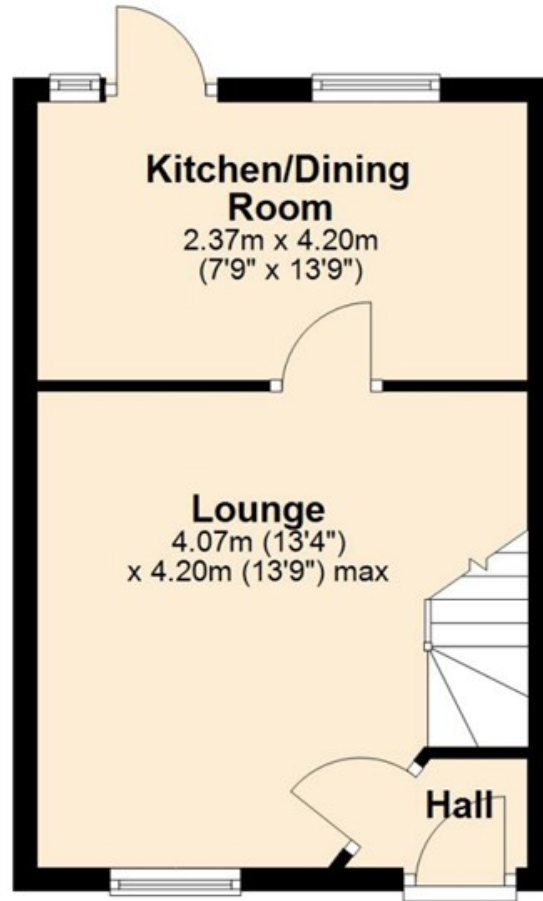 Kitchen/Dining
Room
2.37m x 4.20m
(7'9" x 13'9")
Lounge
4.07m (13'4")
x 4.20m (13'9") max
Hall